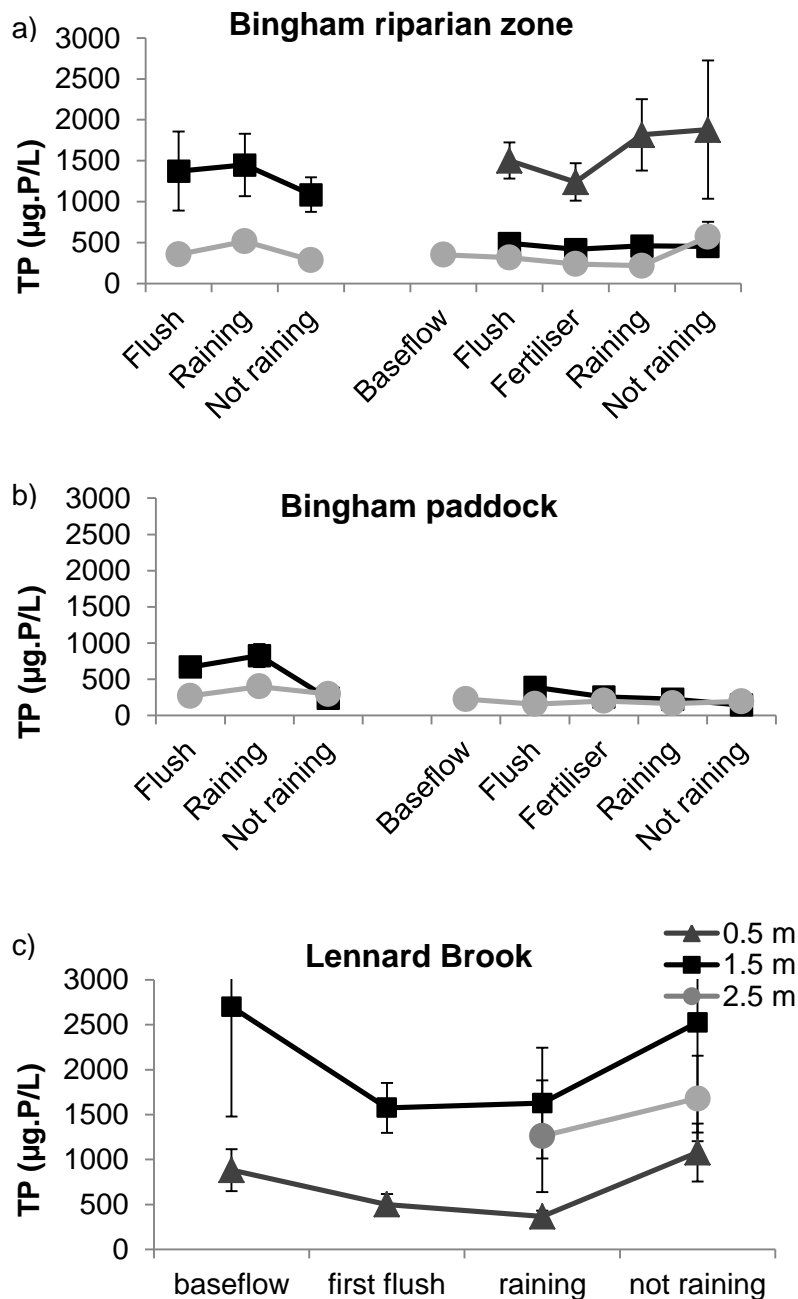 a)
Bingham riparian zone
3000
2500
2000
1500
1000
500
0
TP (µg.P/L)
Flush
Raining
Not raining
Baseflow
Flush
Fertiliser
Raining
Not raining
b)
Bingham paddock
3000
2500
2000
1500
1000
500
0
TP (µg.P/L)
Flush
Raining
Not raining
Baseflow
Flush
Fertiliser
Raining
Not raining
c)
Lennard Brook
0.5 m
1.5 m
2.5 m
3000
2500
2000
1500
1000
500
0
TP (µg.P/L)
baseflow
first flush
raining
not raining